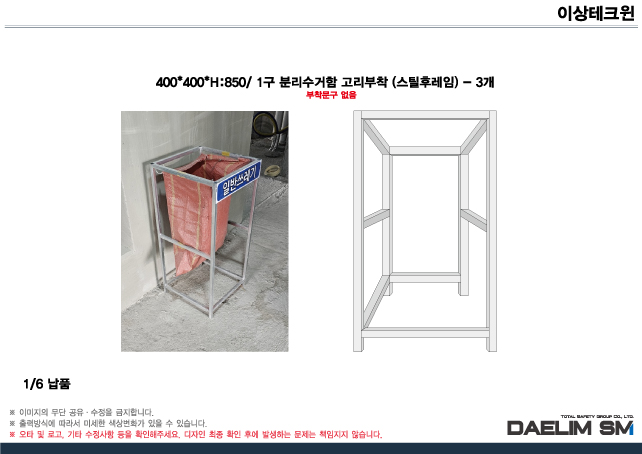 이상테크윈
400*400*H:850/ 1구 분리수거함 고리부착 (스틸후레임) - 3개
부착문구 없음
일반쓰레기
1/6 납품
※ 이미지의 무단 공유 · 수정을 금지합니다.
※ 출력방식에 따라서 미세한 색상변화가 있을 수 있습니다.
※ 오타 및 로고, 기타 수정사항 등을 확인해주세요. 디자인 최종 확인 후에 발생하는 문제는 책임지지 않습니다.
TOTAL SAFETY GROUP CO., LTD.
DAELIM SM